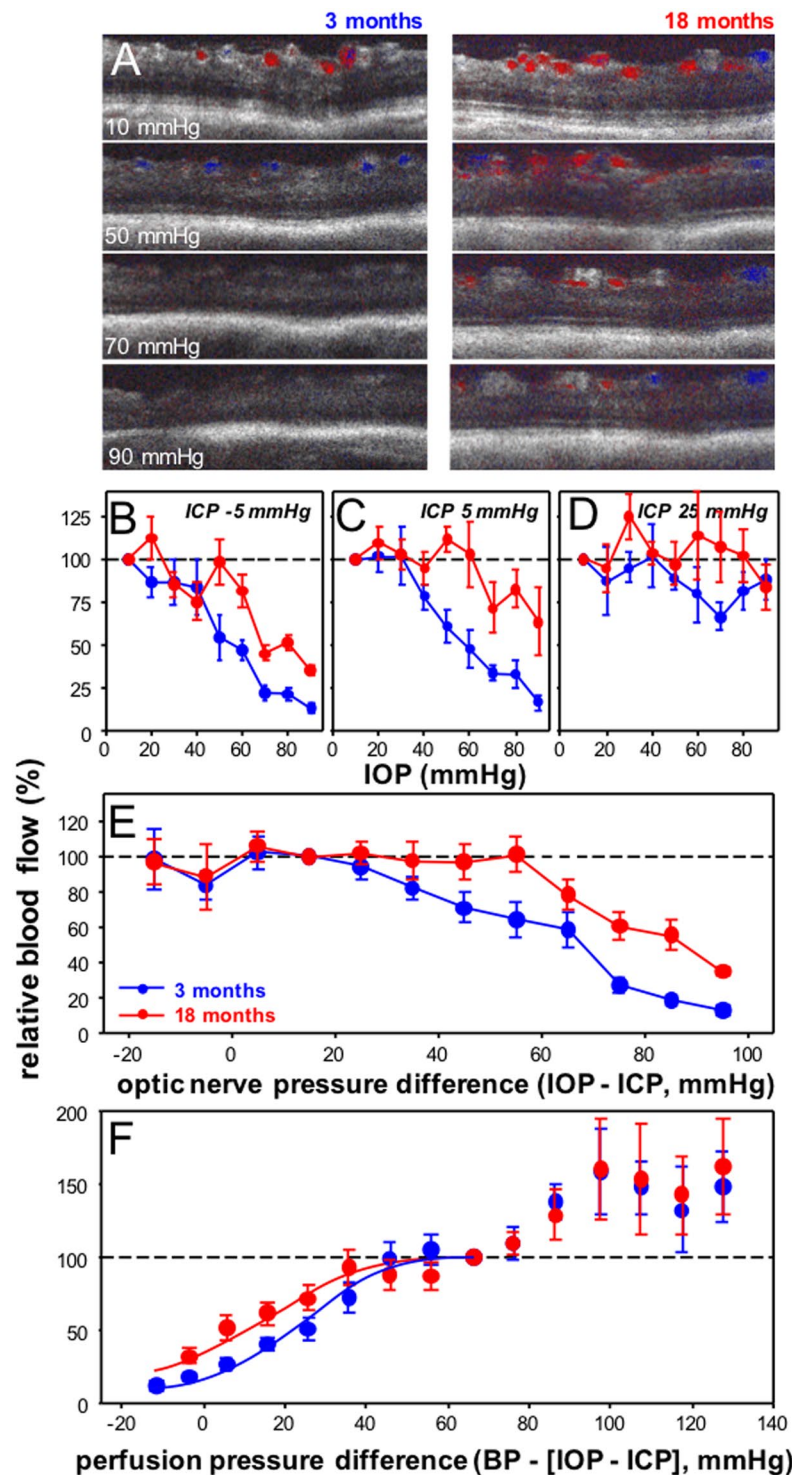 3 months 18 months
A
10 mmHg
50 mmHg
70 mmHg
90 mmHg
B ICP -5 mmHg C ICP 5 mmHg D ICP 25 mmHg
125
100
75
50
25
0
0 20 40 60 80 0 20 40 60 80 0 20 40 60 80
IOP (mmHg)
relative blood flow (%)
E
120
100
80
60
40
20
0
3 months
18 months
-20 0 20 40 60 80 100
optic nerve pressure difference (IOP - ICP, mmHg)
F
200
150
100
50
0
-20 0 20 40 60 80 100 120 140
perfusion pressure difference (BP - [IOP - ICP], mmHg)